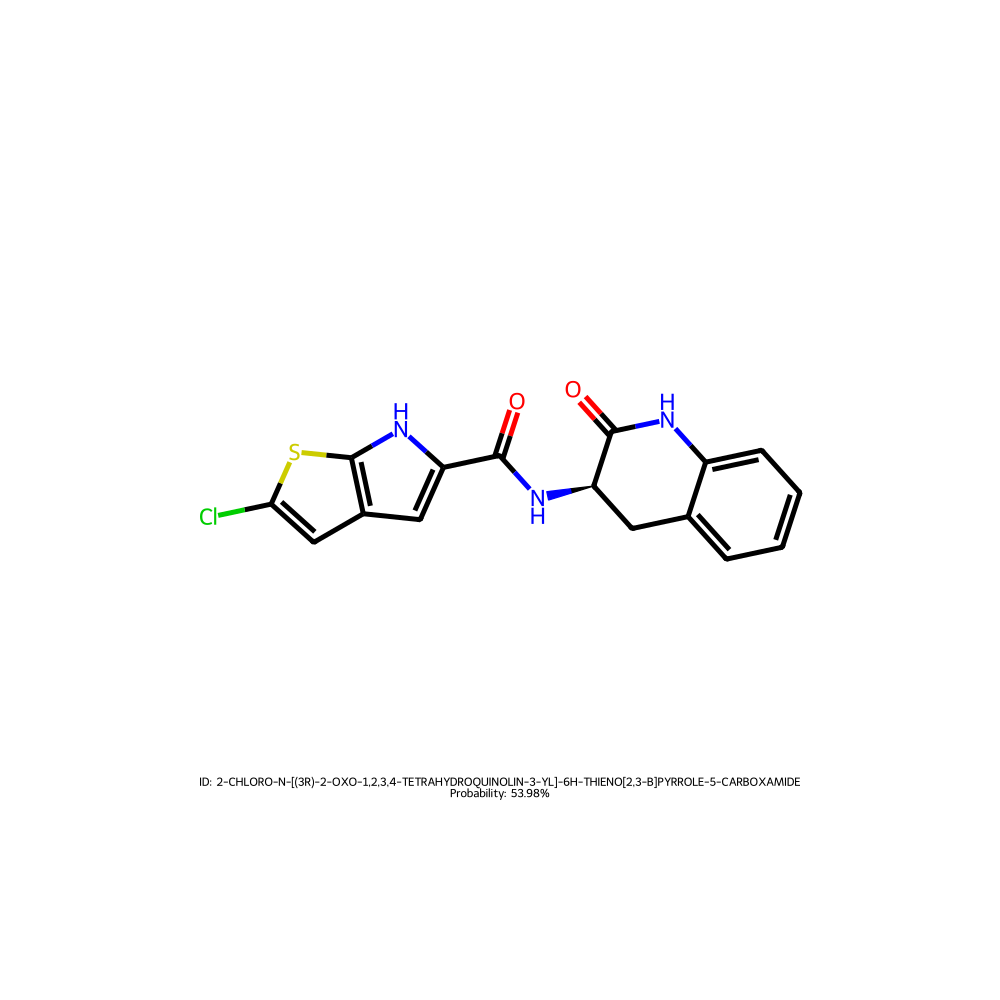 H
O
O
H
N
N
S
N
H
Cl
ID: 2-CHLORO-N-[(3R)-2-OXO-1,2,3,4-TETRAHYDROQUINOLIN-3-YL]-6H-THIENO[2,3-B]PYRROLE-5-CARBOXAMIDE
Probability: 53.98%